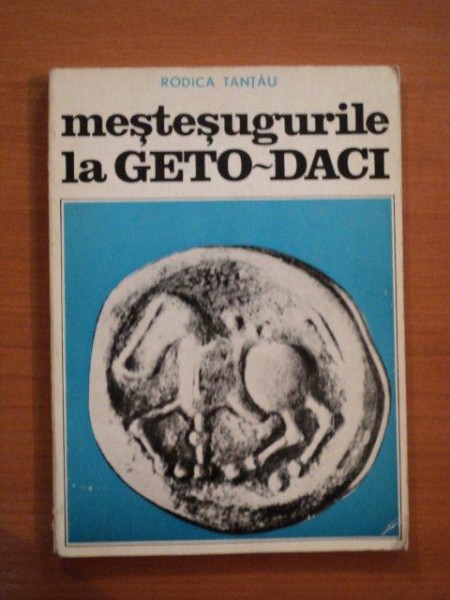 RODICA TANȚĂU
meșteșugurile
la GETO~DACI